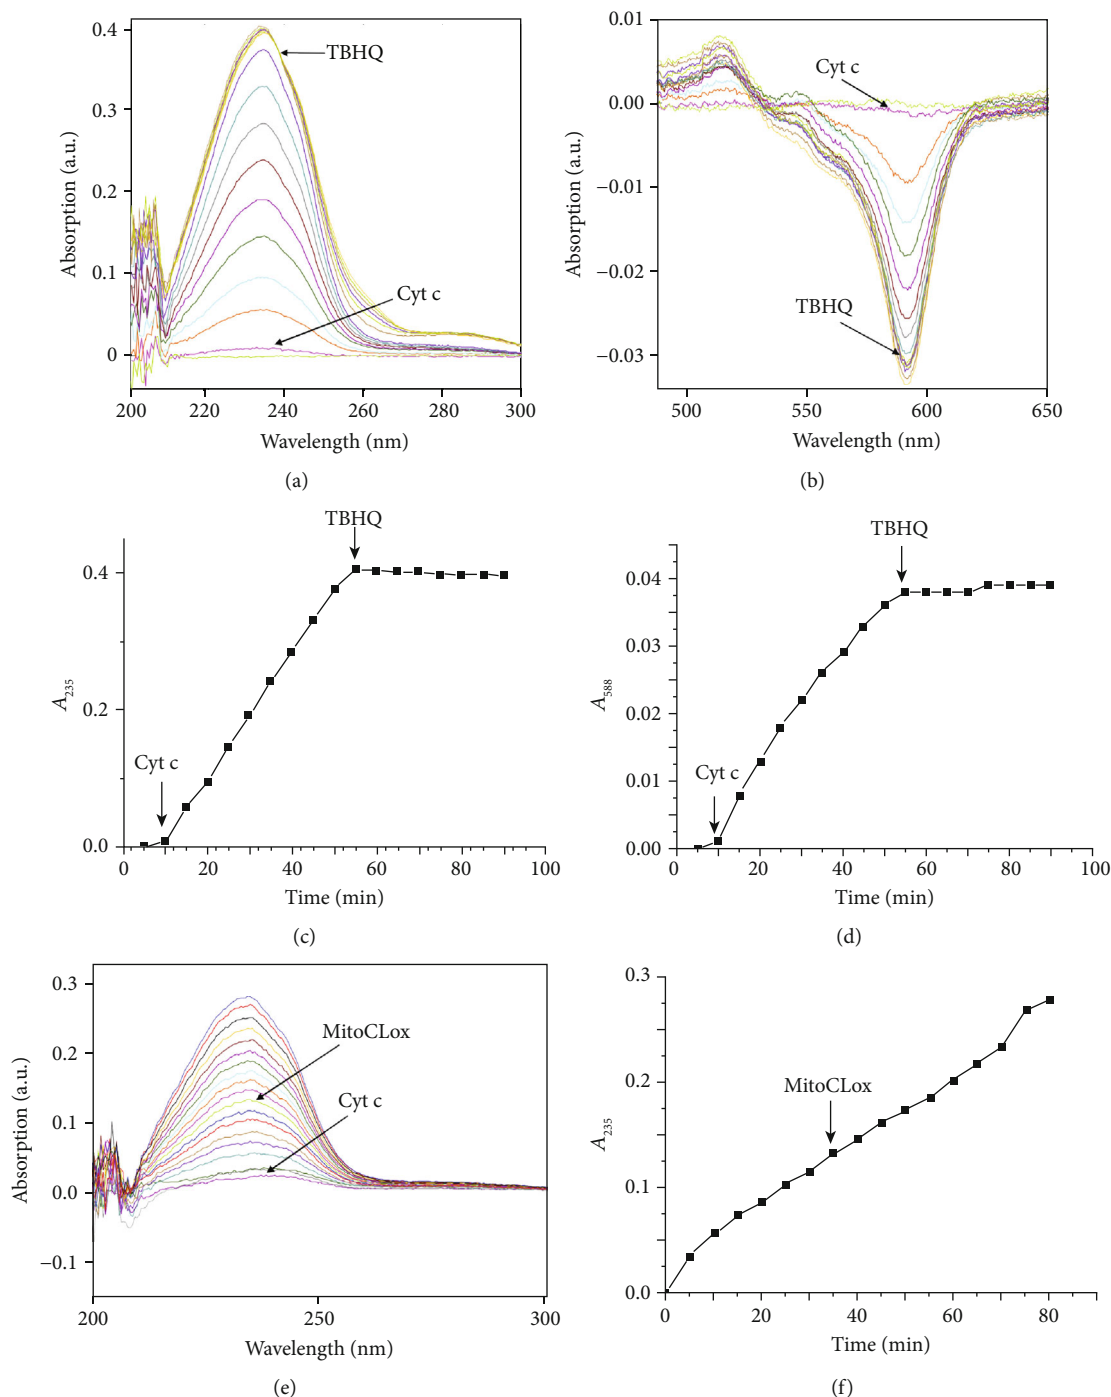 0.4
TBHQ
0.3
0.2
0.1
Cyt c
0
200 220 240 260 280 300
Absorption (a.u.)
Wavelength (nm)
(a)
0.01
0.00
−0.01
−0.02
−0.03
Cyt c
TBHQ
500 550 600 650
Absorption (a.u.)
Wavelength (nm)
(b)
TBHQ
0.4
0.2
Cyt c
0.0
0 20 40 60 80 100
A235
Time (min)
(c)
TBHQ
0.04
0.03
0.02
0.01
Cyt c
0.00
0 20 40 60 80 100
A588
Time (min)
(d)
0.3
0.2
0.1
0.0
−0.1
MitoCLox
Cyt c
200 250 300
Absorption (a.u.)
Wavelength (nm)
(e)
0.3
0.2
0.1
0.0
MitoCLox
0 20 40 60 80
A235
Time (min)
(f)